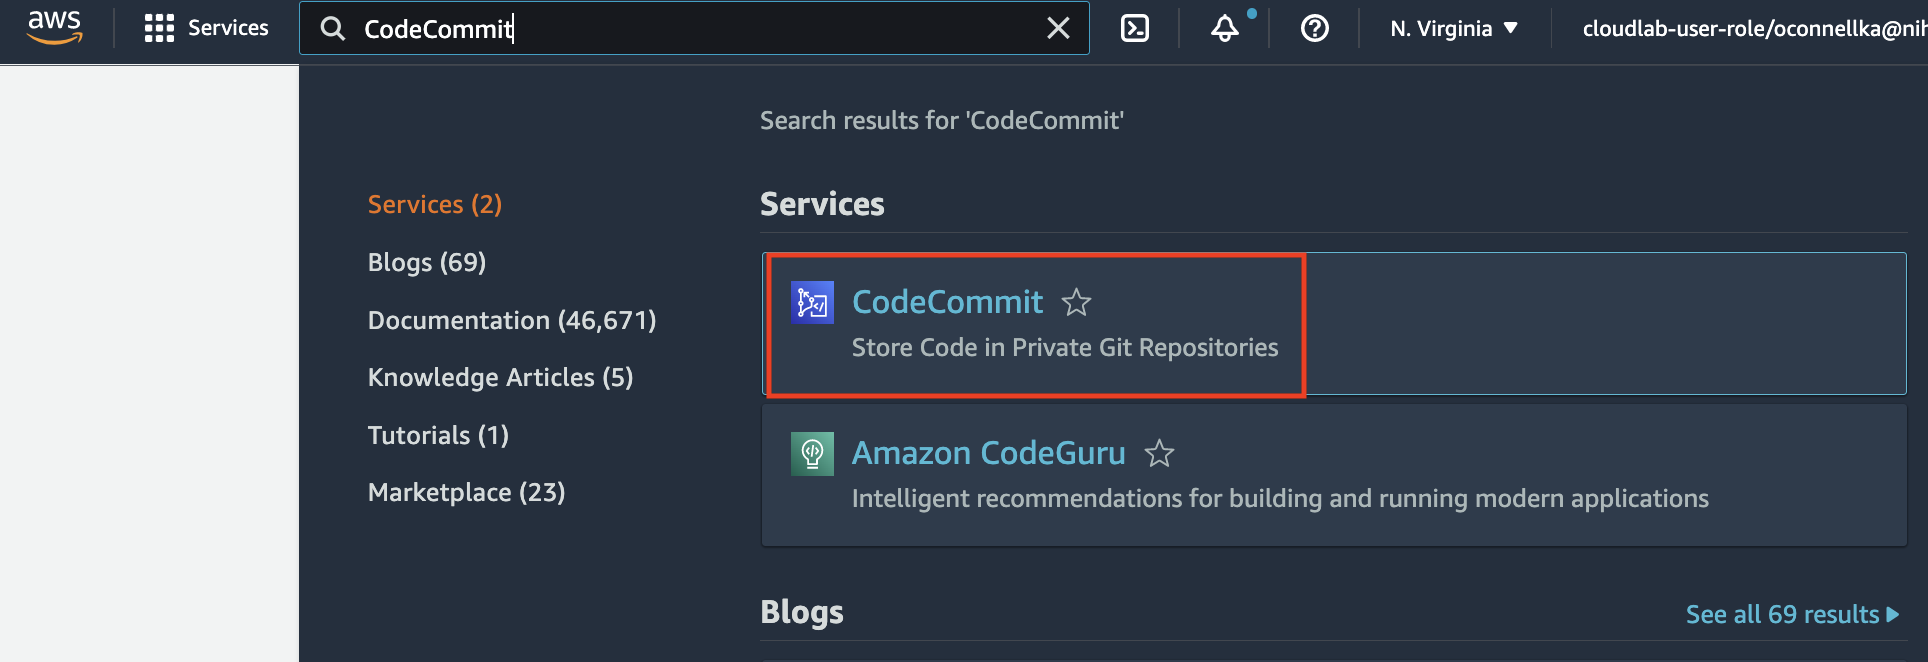 aws
Services
CodeCommit
N. Virginia
cloudlab-user-role/oconnellka@nih
Search results for 'CodeCommit'
Services (2)
Blogs (69)
Documentation (46,671)
Knowledge Articles (5)
Tutorials (1)
Marketplace (23)
Services
CodeCommit
Store Code in Private Git Repositories
Amazon CodeGuru
Intelligent recommendations for building and running modern applications
Blogs
See all 69 results